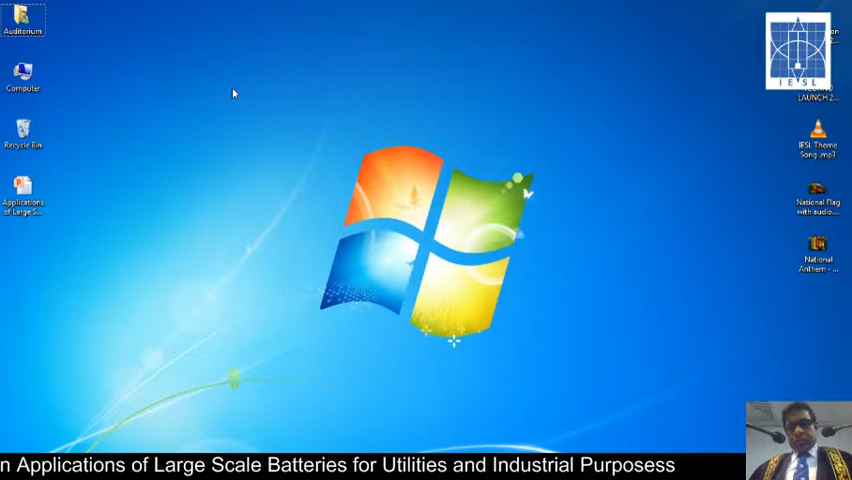 Auditorium
Computer
Recycle Bin
Applications
of Large S...
IESL
LAUNCH 2...
IESL Theme
Song .mp3
National Flag
with audio....
National
Anthem - ...
n Applications of Large Scale Batteries for Utilities and Industrial Purposess